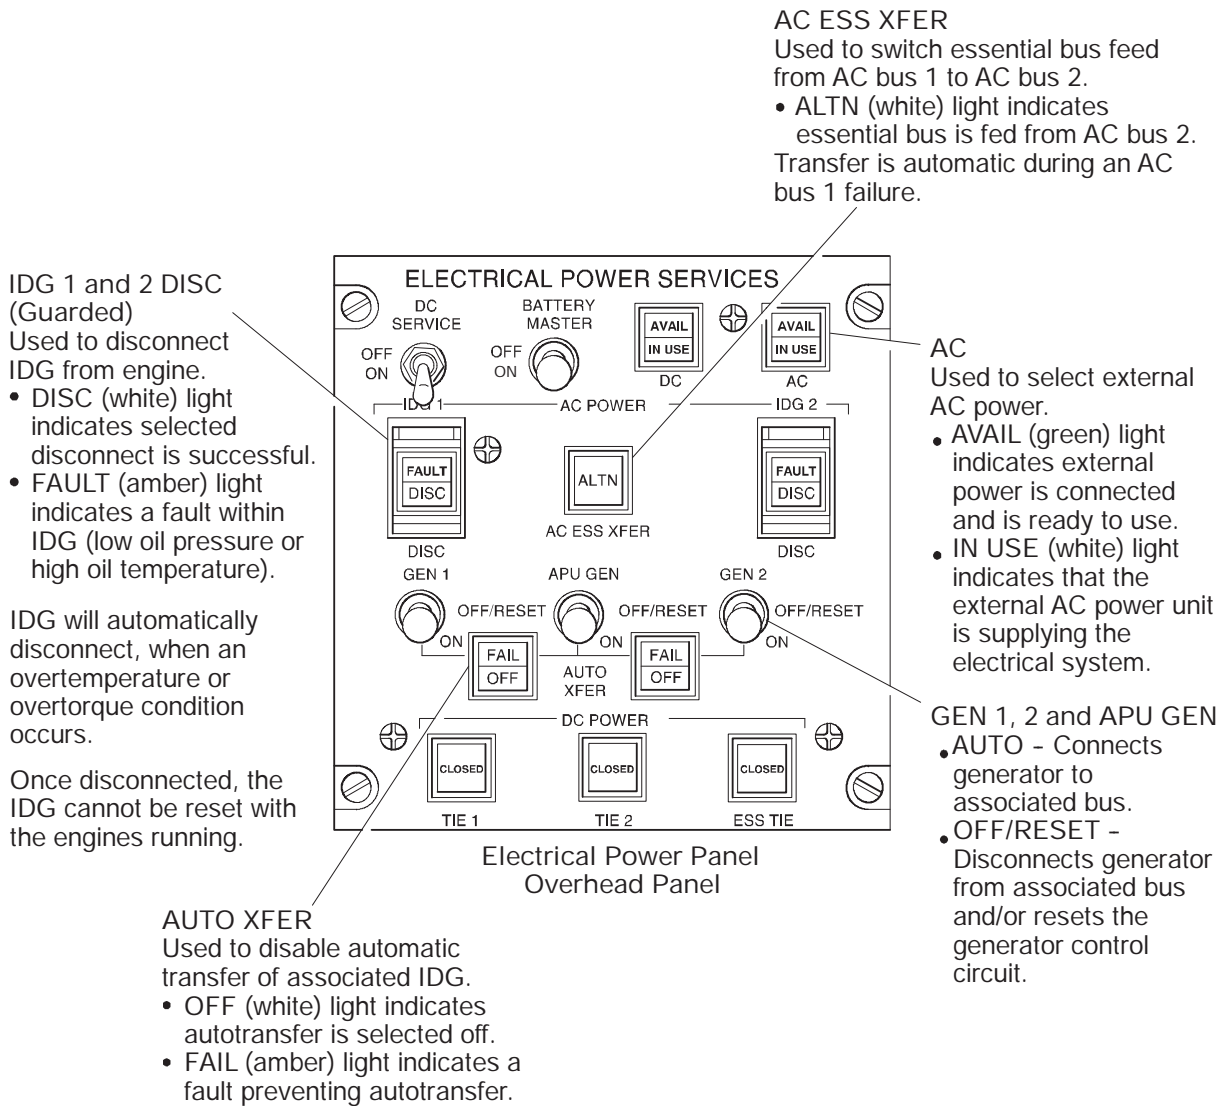 AC ESS XFER
Used to switch essential bus feed
from AC bus 1 to AC bus 2.
• ALTN (white) light indicates
essential bus is fed from AC bus 2.
Transfer is automatic during an AC
bus 1 failure.
IDG 1 and 2 DISC
(Guarded)
Used to disconnect
IDG from engine.
• DISC (white) light
indicates selected
disconnect is successful.
• FAULT (amber) light
indicates a fault within
IDG (low oil pressure or
high oil temperature).
IDG will automatically
disconnect, when an
overtemperature or
overtorque condition
occurs.
Once disconnected, the
IDG cannot be reset with
the engines running.
ELECTRICAL POWER SERVICES
DC
SERVICE
OFF
ON
BATTERY
MASTER
OFF
ON
AVAIL
IN USE
DC
AVAIL
IN USE
AC
IDG 1
AC POWER
IDG 2
FAULT
DISC
DISC
ALTN
AC ESS XFER
FAULT
DISC
DISC
GEN 1
APU GEN
GEN 2
OFF/RESET
OFF/RESET
OFF/RESET
ON
ON
ON
FAIL
OFF
AUTO
XFER
FAIL
OFF
DC POWER
CLOSED
CLOSED
CLOSED
TIE 1
TIE 2
ESS TIE
Electrical Power Panel
Overhead Panel
AC
Used to select external
AC power.
• AVAIL (green) light
indicates external
power is connected
and is ready to use.
• IN USE (white) light
indicates that the
external AC power unit
is supplying the
electrical system.
GEN 1, 2 and APU GEN
• AUTO – Connects
generator to
associated bus.
• OFF/RESET –
Disconnects generator
from associated bus
and/or resets the
generator control
circuit.
AUTO XFER
Used to disable automatic
transfer of associated IDG.
• OFF (white) light indicates
autotransfer is selected off.
• FAIL (amber) light indicates a
fault preventing autotransfer.